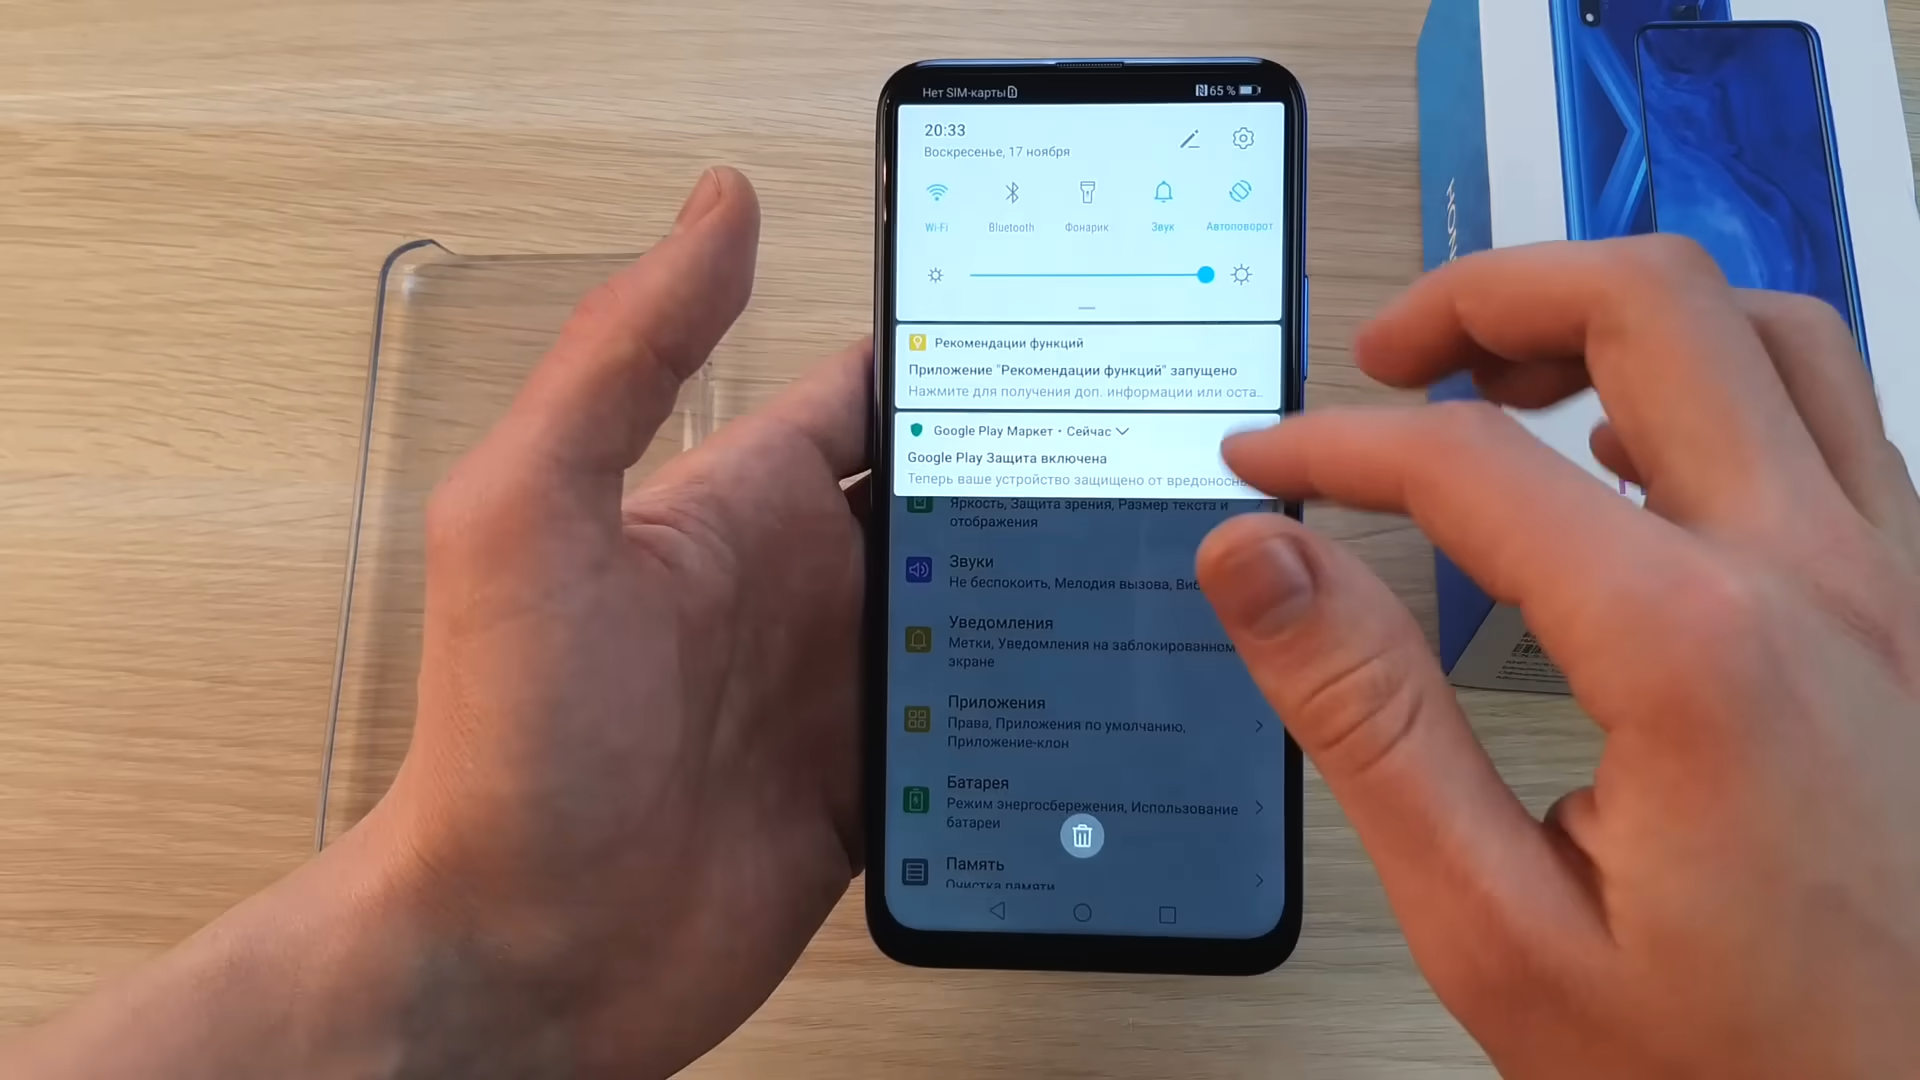 Нет SIM-карты
65 %
20:33
Воскресенье, 17 ноября
Wi-Fi
Bluetooth
Фонарик
Звук
Автоповорот
Рекомендации функций
Приложение "Рекомендации функций" запущено
Нажмите для получения доп. информации или оста..
Google Play Маркет • Сейчас
Google Play Защита включена
Теперь ваше устройство защищено от вредоносн
Яркость, Защита зрения, Размер текста и
отображения
Звуки
Не беспокоить, Мелодия вызова, Виб
Уведомления
Метки, Уведомления на заблокированном
экране
Приложения
Права, Приложения по умолчанию,
Приложение-клон
Батарея
Режим энергосбережения, Использование
батареи
Память
Очистка памяти